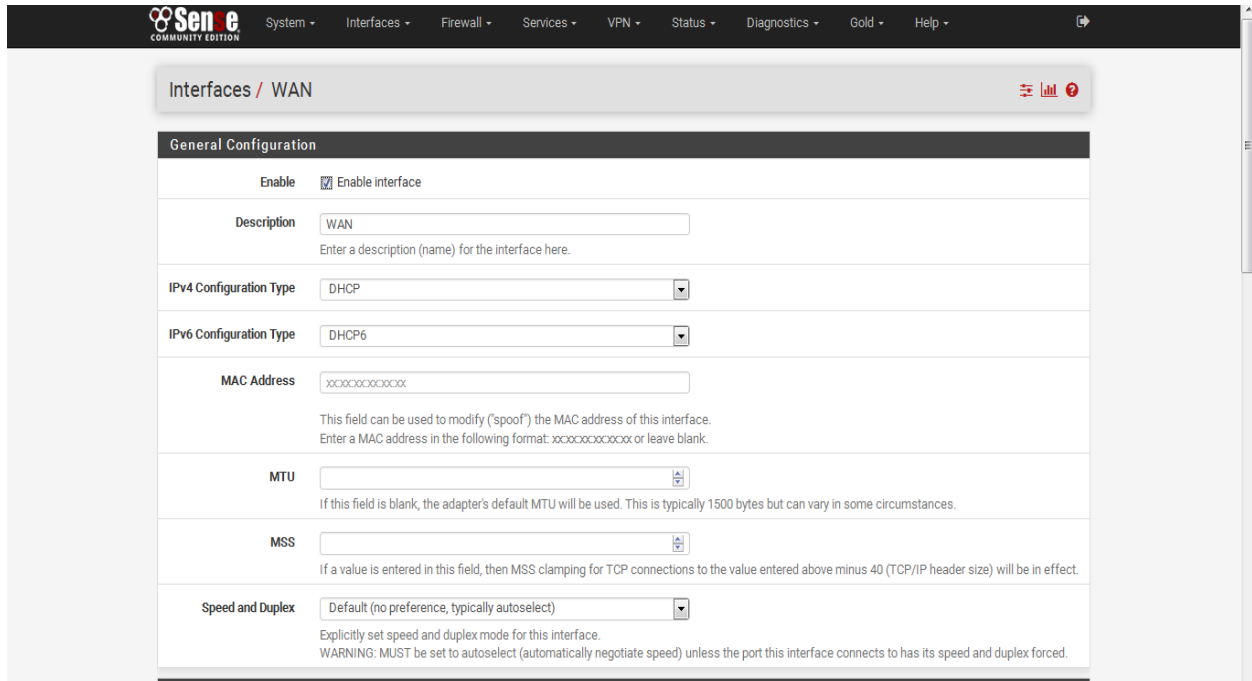 Sense
COMMUNITY EDITION
System
Interfaces
Firewall
Services
VPN
Status
Diagnostics
Gold
Help
Interfaces / WAN
General Configuration
Enable
Enable interface
Description
WAN
Enter a description (name) for the interface here.
IPv4 Configuration Type
DHCP
IPv6 Configuration Type
DHCP6
MAC Address
xx:xx:xx:xx:xx:xx
This field can be used to modify ("spoof") the MAC address of this interface.
Enter a MAC address in the following format: xx:xx:xx:xx:xx:xx or leave blank.
MTU
If this field is blank, the adapter's default MTU will be used. This is typically 1500 bytes but can vary in some circumstances.
MSS
If a value is entered in this field, then MSS clamping for TCP connections to the value entered above minus 40 (TCP/IP header size) will be in effect.
Speed and Duplex
Default (no preference, typically autoselect)
Explicitly set speed and duplex mode for this interface.
WARNING: MUST be set to autoselect (automatically negotiate speed) unless the port this interface connects to has its speed and duplex forced.